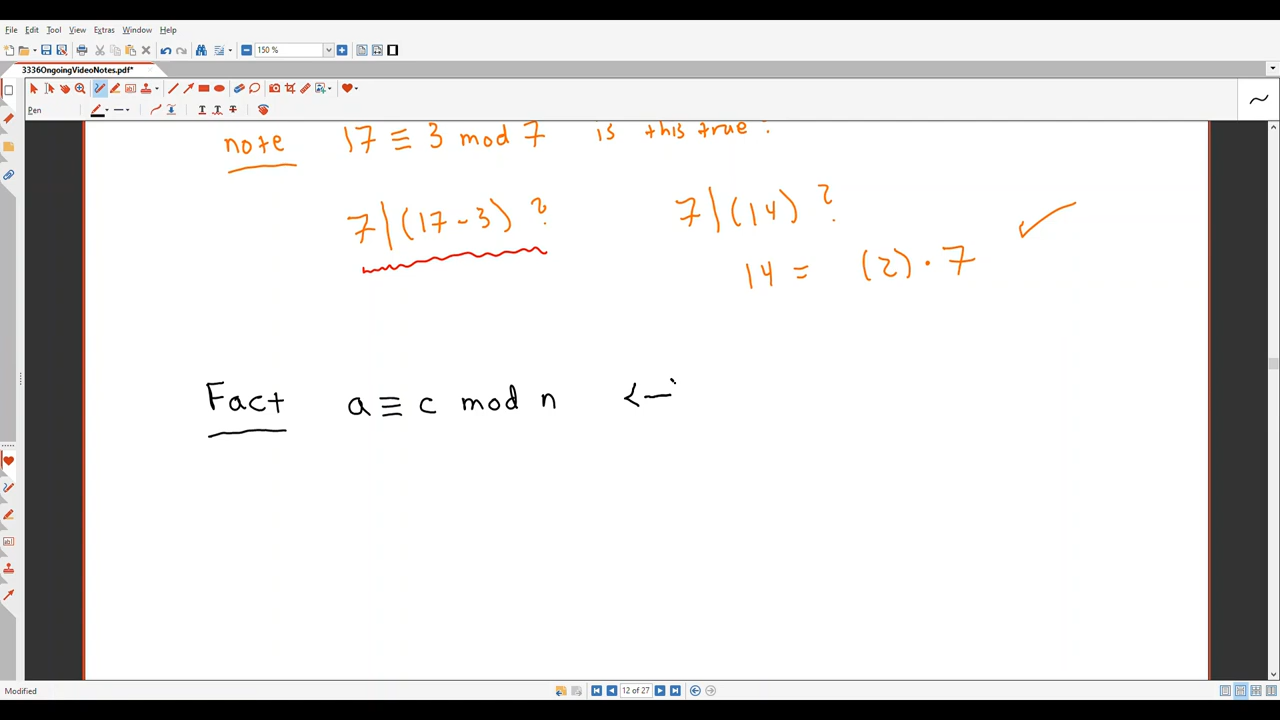 File Edit Tool View Extras Window Help
150 %
3336OngoingVideoNotes.pdf*
Pen
note 17 ≡ 3 mod 7 is this true?
7|(17-3) ? 7|(14) ?
14 = (2) · 7
Fact a ≡ c mod n <—
Modified 12 of 27